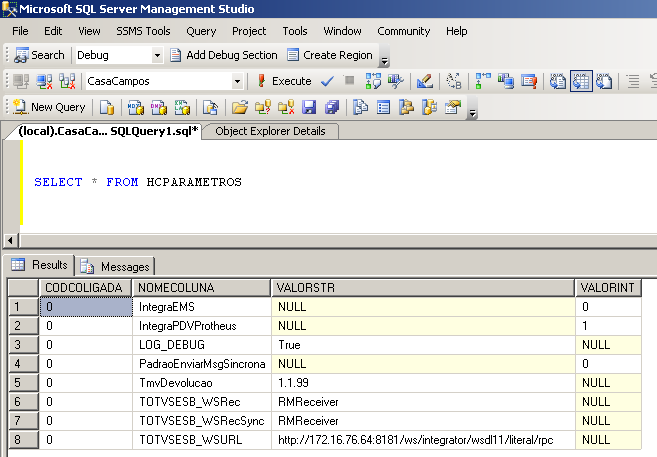 Microsoft SQL Server Management Studio
File Edit View SSMS Tools Query Project Tools Window Community Help
Search Debug Add Debug Section Create Region
CasaCampos Execute
New Query
(local).CasaCa... SQLQuery1.sql* Object Explorer Details
SELECT * FROM HCPARAMETROS
Results Messages
CODCOLIGADA NOMECOLUNA VALORSTR VALORINT
1 0 IntegraEMS NULL 0
2 0 IntegraPDVProtheus NULL 1
3 0 LOG_DEBUG True NULL
4 0 PadraoEnviarMsgSincrona NULL 0
5 0 TmvDevolucao 1.1.99 NULL
6 0 TOTVSESB_WSRec RMReceiver NULL
7 0 TOTVSESB_WSRecSync RMReceiver NULL
8 0 TOTVSESB_WSURL http://172.16.76.64:8181/ws/integrator/wsdl11/literal/rpc NULL